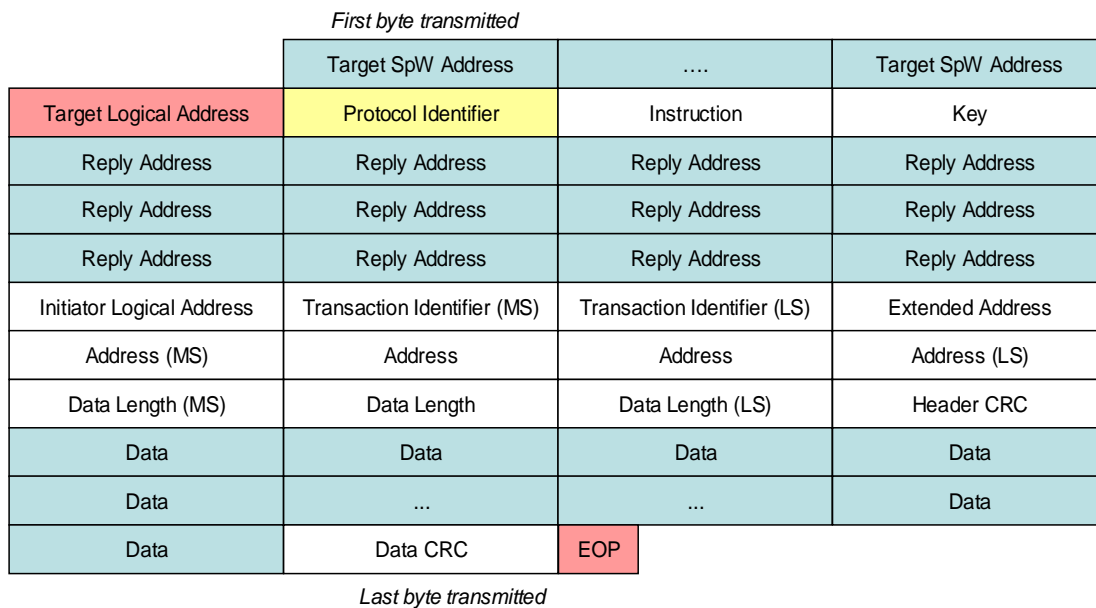 First byte transmitted
Target SpW Address .... Target SpW Address
Target Logical Address Protocol Identifier Instruction Key
Reply Address Reply Address Reply Address Reply Address
Reply Address Reply Address Reply Address Reply Address
Reply Address Reply Address Reply Address Reply Address
Initiator Logical Address Transaction Identifier (MS) Transaction Identifier (LS) Extended Address
Address (MS) Address Address Address (LS)
Data Length (MS) Data Length Data Length (LS) Header CRC
Data Data Data Data
Data ... ... Data
Data Data CRC EOP
Last byte transmitted